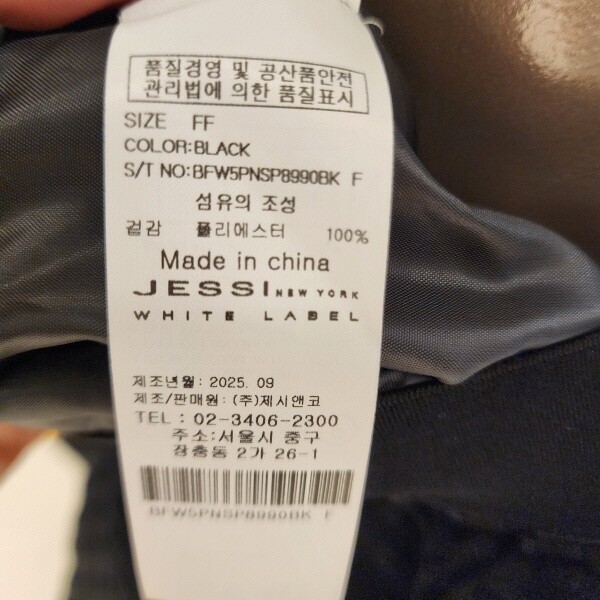 품질경영 및 공산품안전
관리법에 의한 품질표시
SIZE FF
COLOR:BLACK
S/T NO:BFW5PNSP8990BK F
섬유의 조성
겉감 폴리에스터 100%
Made in china
JESSI NEW YORK
WHITE LABEL
제조년월: 2025. 09
제조/판매원: (주)제시앤코
TEL : 02-3406-2300
주소:서울시 중구
장충동 2가 26-1
BFW5PNSP8990BK F